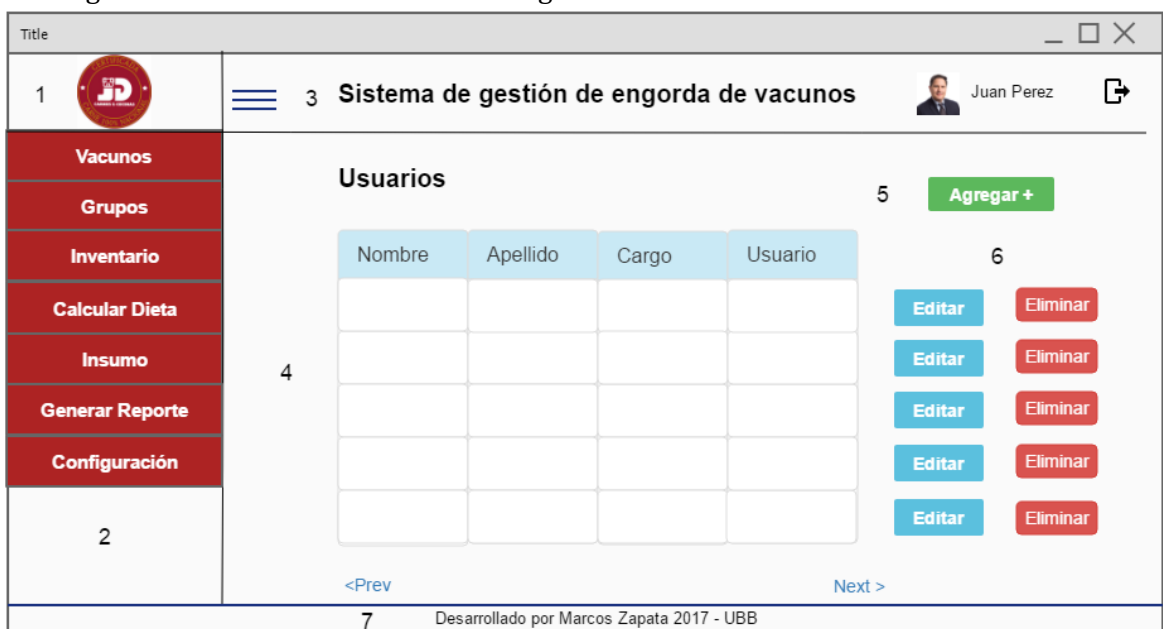 Title
1
JD
3 Sistema de gestión de engorda de vacunos
Juan Perez
Vacunos
Grupos
Inventario
Calcular Dieta
Insumo
Generar Reporte
Configuración
2
Usuarios
5 Agregar +
Nombre Apellido Cargo Usuario
6
4
Editar Eliminar
Editar Eliminar
Editar Eliminar
Editar Eliminar
Editar Eliminar
<Prev Next >
7 Desarrollado por Marcos Zapata 2017 - UBB